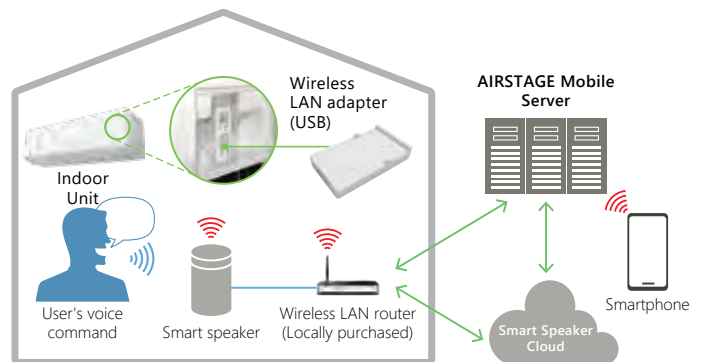 Wireless
LAN adapter
(USB)
AIRSTAGE Mobile
Server
Indoor
Unit
User's voice
command
Smart speaker
Wireless LAN router
(Locally purchased)
Smart Speaker
Cloud
Smartphone